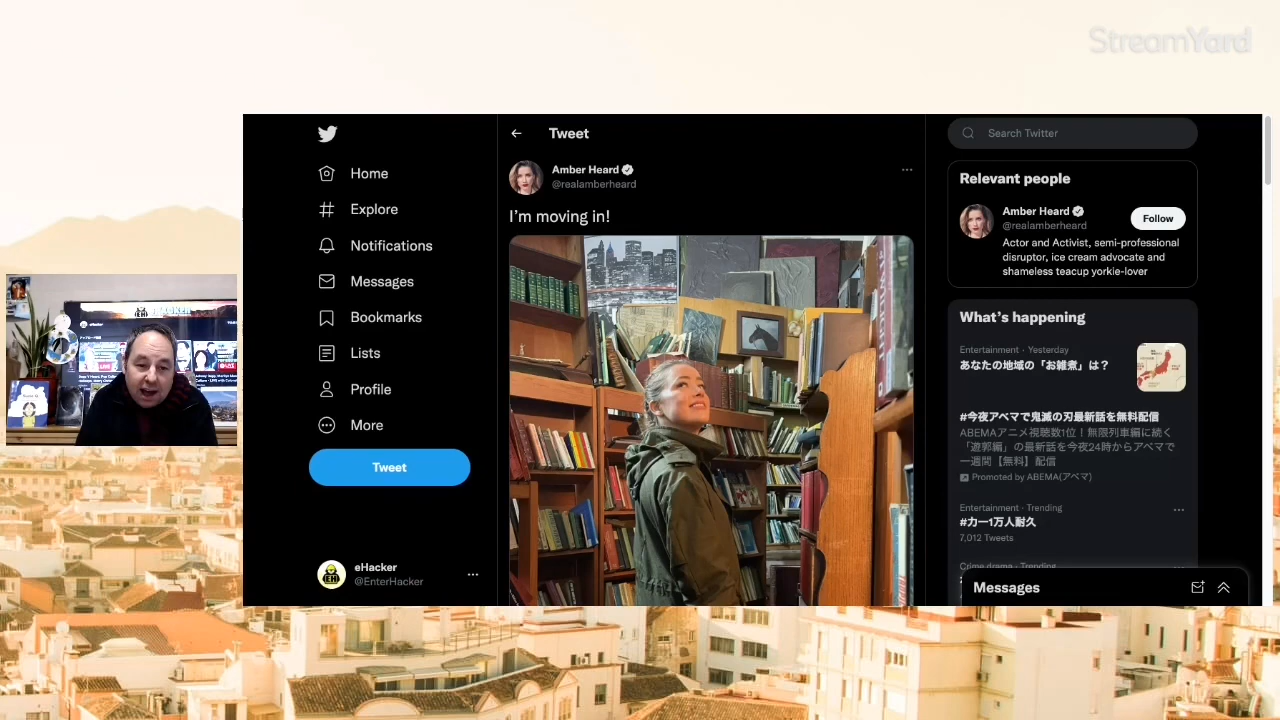 StreamYard
Home
Explore
Notifications
Messages
Bookmarks
Lists
Profile
More
Tweet
eHacker
@EnterHacker
Tweet
Amber Heard
@realamberheard
I'm moving in!
Search Twitter
Relevant people
Amber Heard
@realamberheard
Follow
Actor and Activist, semi-professional
disruptor, ice cream advocate and
shameless teacup yorkie-lover
What's happening
Entertainment · Yesterday
あなたの地域の「お雑煮」は？
#今夜アベマで鬼滅の刃最新話を無料配信
ABEMAアニメ視聴数1位！無限列車編に続く
「遊郭編」の最新話を今夜24時からアベマで
一週間【無料】配信
Promoted by ABEMA(アベマ)
Entertainment · Trending
#カー1万人耐久
7,012 Tweets
Crime drama · Trending
Messages